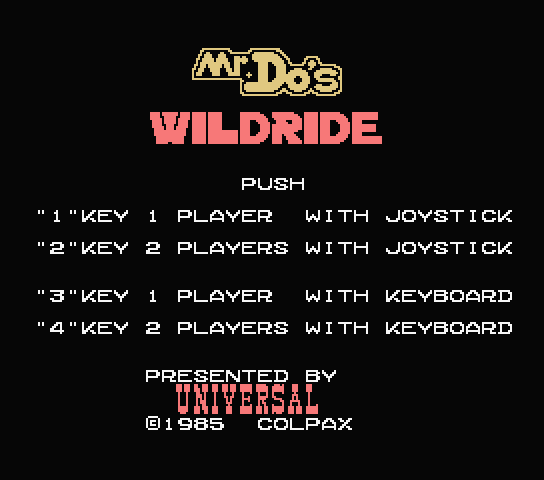 Mr. Do's
WILDRIDE
PUSH
"1"KEY 1 PLAYER WITH JOYSTICK
"2"KEY 2 PLAYERS WITH JOYSTICK
"3"KEY 1 PLAYER WITH KEYBOARD
"4"KEY 2 PLAYERS WITH KEYBOARD
PRESENTED BY
UNIVERSAL
©1985 COLPAX